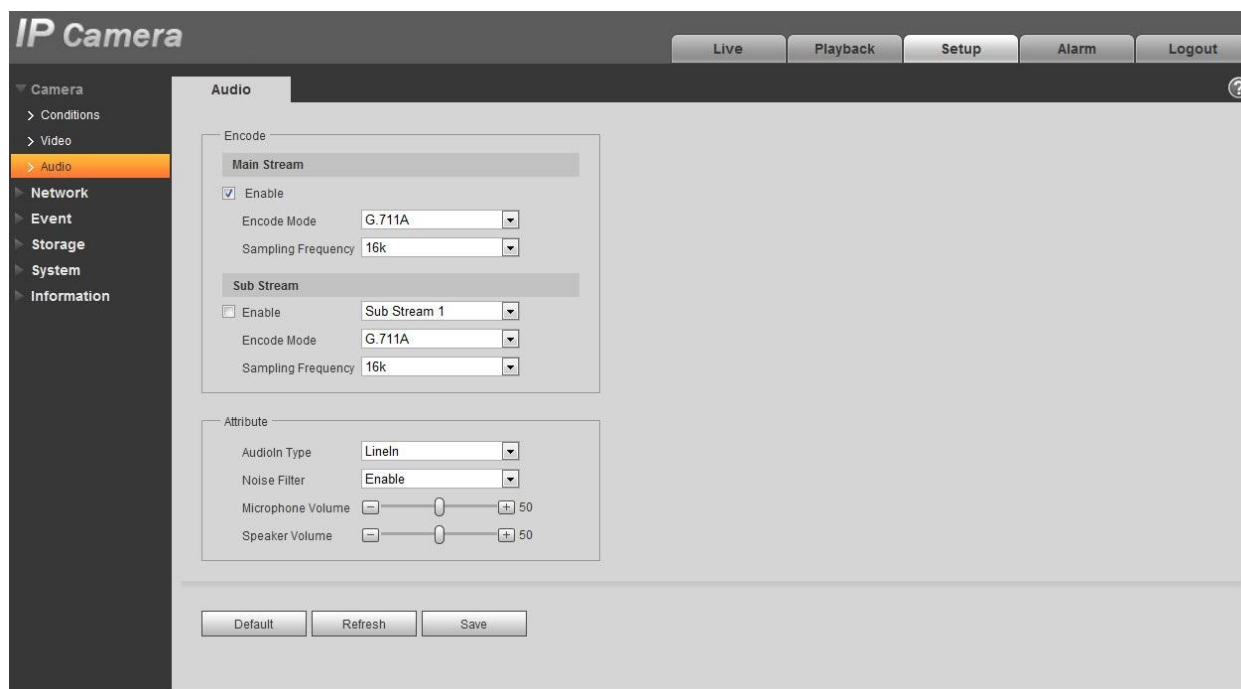 IP Camera
Live
Playback
Setup
Alarm
Logout
Camera
Conditions
Video
Audio
Network
Event
Storage
System
Information
Audio
?
Encode
Main Stream
Enable
Encode Mode G.711A
Sampling Frequency 16k
Sub Stream
Enable Sub Stream 1
Encode Mode G.711A
Sampling Frequency 16k
Attribute
AudioIn Type LineIn
Noise Filter Enable
Microphone Volume - + 50
Speaker Volume - + 50
Default
Refresh
Save